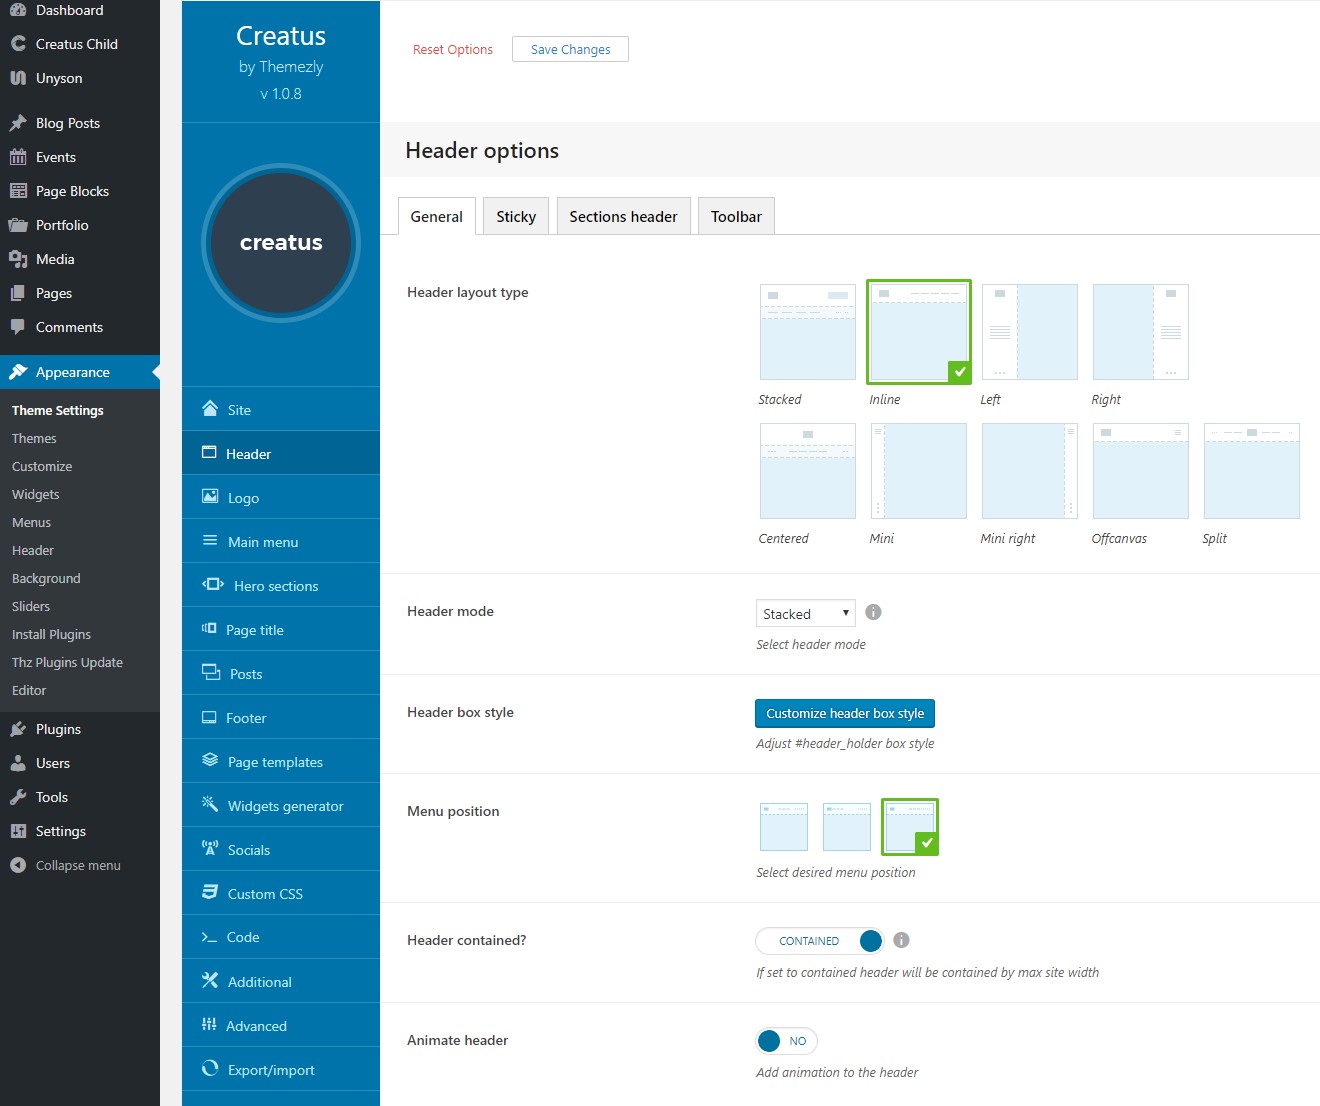 Dashboard
Creatus Child
Unyson
Blog Posts
Events
Page Blocks
Portfolio
Media
Pages
Comments
Appearance
Theme Settings
Themes
Customize
Widgets
Menus
Header
Background
Sliders
Install Plugins
Thz Plugins Update
Editor
Plugins
Users
Tools
Settings
Collapse menu
Creatus
by Themezly
v 1.0.8
creatus
Site
Header
Logo
Main menu
Hero sections
Page title
Posts
Footer
Page templates
Widgets generator
Socials
Custom CSS
Code
Additional
Advanced
Export/import
Reset Options
Save Changes
Header options
General
Sticky
Sections header
Toolbar
Header layout type
Stacked
Inline
Left
Right
Centered
Mini
Mini right
Offcanvas
Split
Header mode
Stacked
Select header mode
Header box style
Customize header box style
Adjust #header_holder box style
Menu position
Select desired menu position
Header contained?
CONTAINED
If set to contained header will be contained by max site width
Animate header
NO
Add animation to the header